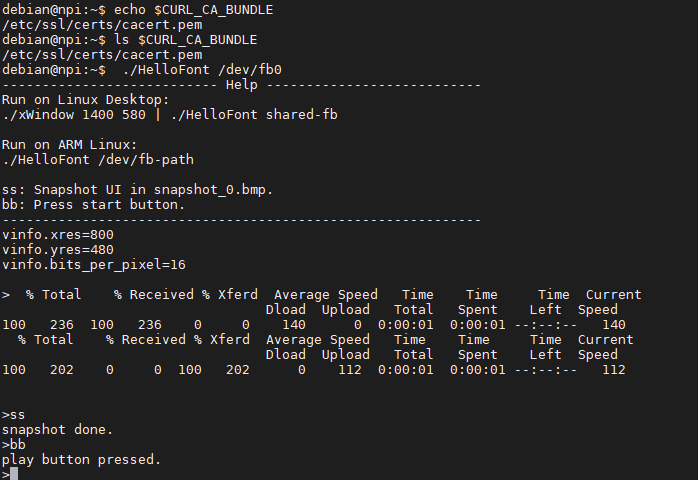 debian@npi:~$ echo $CURL_CA_BUNDLE
/etc/ssl/certs/cacert.pem
debian@npi:~$ ls $CURL_CA_BUNDLE
/etc/ssl/certs/cacert.pem
debian@npi:~$  ./HelloFont /dev/fb0
--------------------------- Help ---------------------------
Run on Linux Desktop:
./xWindow 1400 580 | ./HelloFont shared-fb

Run on ARM Linux:
./HelloFont /dev/fb-path

ss: Snapshot UI in snapshot_0.bmp.
bb: Press start button.
------------------------------------------------------------
vinfo.xres=800
vinfo.yres=480
vinfo.bits_per_pixel=16

>  % Total    % Received % Xferd  Average Speed   Time    Time     Time  Current
                                 Dload  Upload   Total   Spent    Left  Speed
100   236  100   236    0     0    140      0  0:00:01  0:00:01 --:--:--   140
  % Total    % Received % Xferd  Average Speed   Time    Time     Time  Current
                                 Dload  Upload   Total   Spent    Left  Speed
100   202    0     0  100   202      0    112  0:00:01  0:00:01 --:--:--   112

>ss
snapshot done.
>bb
play button pressed.
>